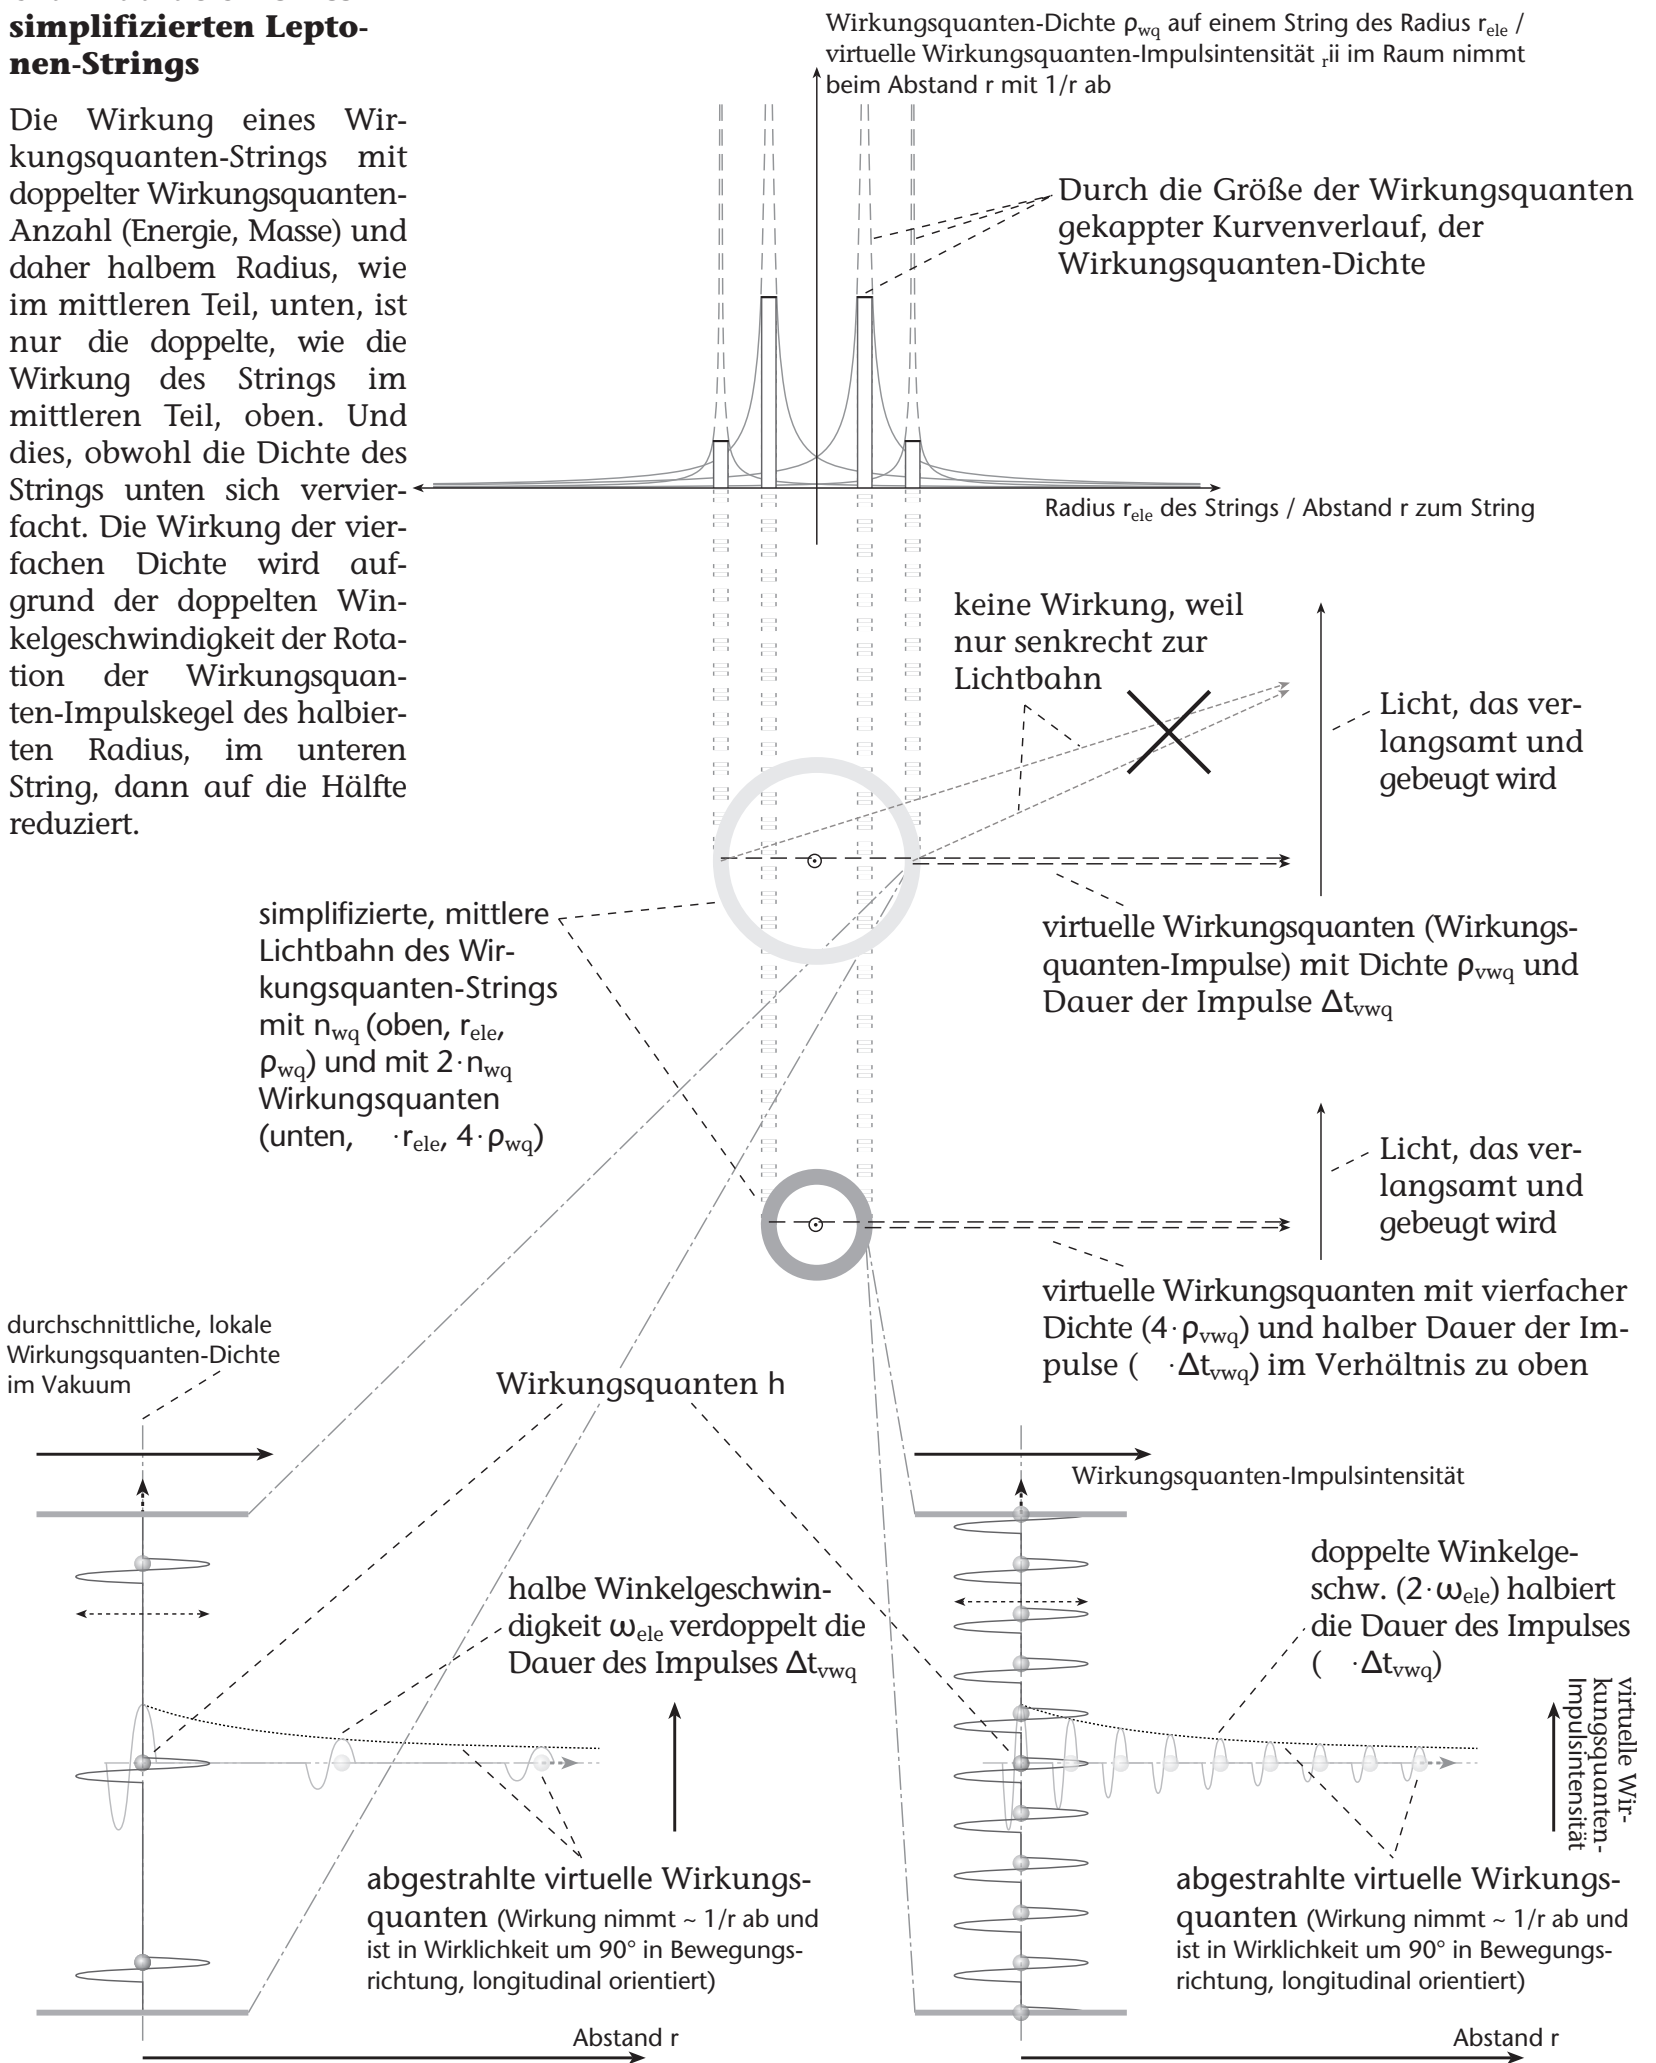 simplifizierten Lepto-
nen-Strings
Die Wirkung eines Wir-
kungsquanten-Strings mit
doppelter Wirkungsquanten-
Anzahl (Energie, Masse) und
daher halbem Radius, wie
im mittleren Teil, unten, ist
nur die doppelte, wie die
Wirkung des Strings im
mittleren Teil, oben. Und
dies, obwohl die Dichte des
Strings unten sich vervier-
facht. Die Wirkung der vier-
fachen Dichte wird auf-
grund der doppelten Win-
kelgeschwindigkeit der Rota-
tion der Wirkungsquan-
ten-Impulskegel des halbier-
ten Radius, im unteren
String, dann auf die Hälfte
reduziert.
Wirkungsquanten-Dichte ρwq auf einem String des Radius rele /
virtuelle Wirkungsquanten-Impulsintensität rii im Raum nimmt
beim Abstand r mit 1/r ab
Durch die Größe der Wirkungsquanten
gekappter Kurvenverlauf, der
Wirkungsquanten-Dichte
Radius rele des Strings / Abstand r zum String
keine Wirkung, weil
nur senkrecht zur
Lichtbahn
Licht, das ver-
langsamt und
gebeugt wird
simplifizierte, mittlere
Lichtbahn des Wir-
kungsquanten-Strings
mit nwq (oben, rele,
ρwq) und mit 2·nwq
Wirkungsquanten
(unten, ·rele, 4·ρwq)
virtuelle Wirkungsquanten (Wirkungs-
quanten-Impulse) mit Dichte ρvwq und
Dauer der Impulse Δtvwq
Licht, das ver-
langsamt und
gebeugt wird
virtuelle Wirkungsquanten mit vierfacher
Dichte (4·ρvwq) und halber Dauer der Im-
pulse ( ·Δtvwq) im Verhältnis zu oben
durchschnittliche, lokale
Wirkungsquanten-Dichte
im Vakuum
Wirkungsquanten h
Wirkungsquanten-Impulsintensität
halbe Winkelgeschwin-
digkeit ωele verdoppelt die
Dauer des Impulses Δtvwq
doppelte Winkelge-
schw. (2·ωele) halbiert
die Dauer des Impulses
( ·Δtvwq)
virtuelle Wir-
kungsquanten-
Impulsintensität
abgestrahlte virtuelle Wirkungs-
quanten (Wirkung nimmt ~ 1/r ab und
ist in Wirklichkeit um 90° in Bewegungs-
richtung, longitudinal orientiert)
abgestrahlte virtuelle Wirkungs-
quanten (Wirkung nimmt ~ 1/r ab und
ist in Wirklichkeit um 90° in Bewegungs-
richtung, longitudinal orientiert)
Abstand r
Abstand r